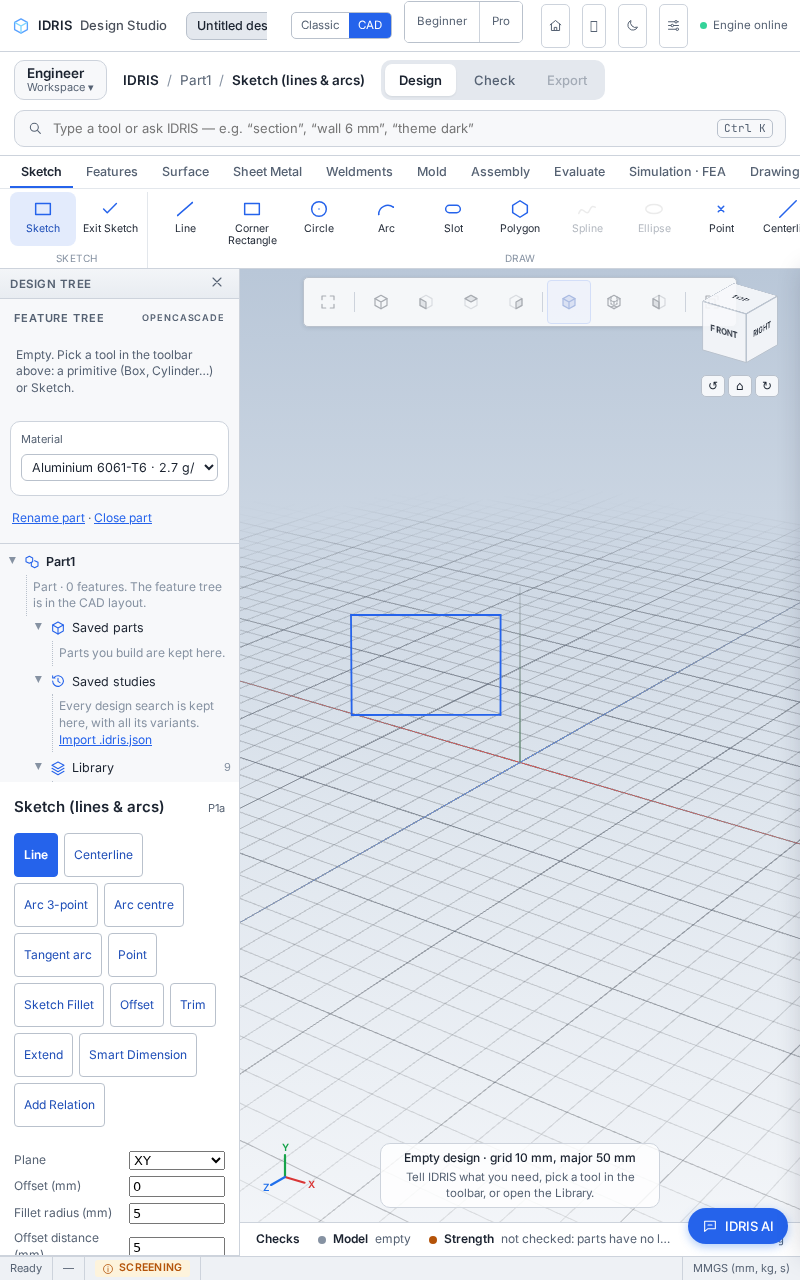 IDRIS Design Studio
Untitled des
Classic CAD
Beginner Pro
Engine online
Engineer
Workspace ▾
IDRIS / Part1 / Sketch (lines & arcs)
Design Check Export
Type a tool or ask IDRIS — e.g. “section”, “wall 6 mm”, “theme dark”
Ctrl K
Sketch Features Surface Sheet Metal Weldments Mold Assembly Evaluate Simulation · FEA Drawing
Sketch Exit Sketch Line Corner Rectangle Circle Arc Slot Polygon Spline Ellipse Point
SKETCH DRAW
DESIGN TREE
FEATURE TREE OPENCASCADE
Empty. Pick a tool in the toolbar
above: a primitive (Box, Cylinder…)
or Sketch.
Material
Aluminium 6061-T6 · 2.7 g/
Rename part · Close part
Part1
Part · 0 features. The feature tree
is in the CAD layout.
Saved parts
Parts you build are kept here.
Saved studies
Every design search is kept
here, with all its variants.
Import .idris.json
Library 9
Sketch (lines & arcs) P1a
Line Centerline
Arc 3-point Arc centre
Tangent arc Point
Sketch Fillet Offset Trim
Extend Smart Dimension
Add Relation
Plane XY
Offset (mm) 0
Fillet radius (mm) 5
Offset distance
(mm) 5
TOP
FRONT RIGHT
Y
X
Z
Empty design · grid 10 mm, major 50 mm
Tell IDRIS what you need, pick a tool in the
toolbar, or open the Library.
Checks Model empty Strength not checked: parts have no l…
IDRIS AI
Ready — SCREENING MMGS (mm, kg, s)